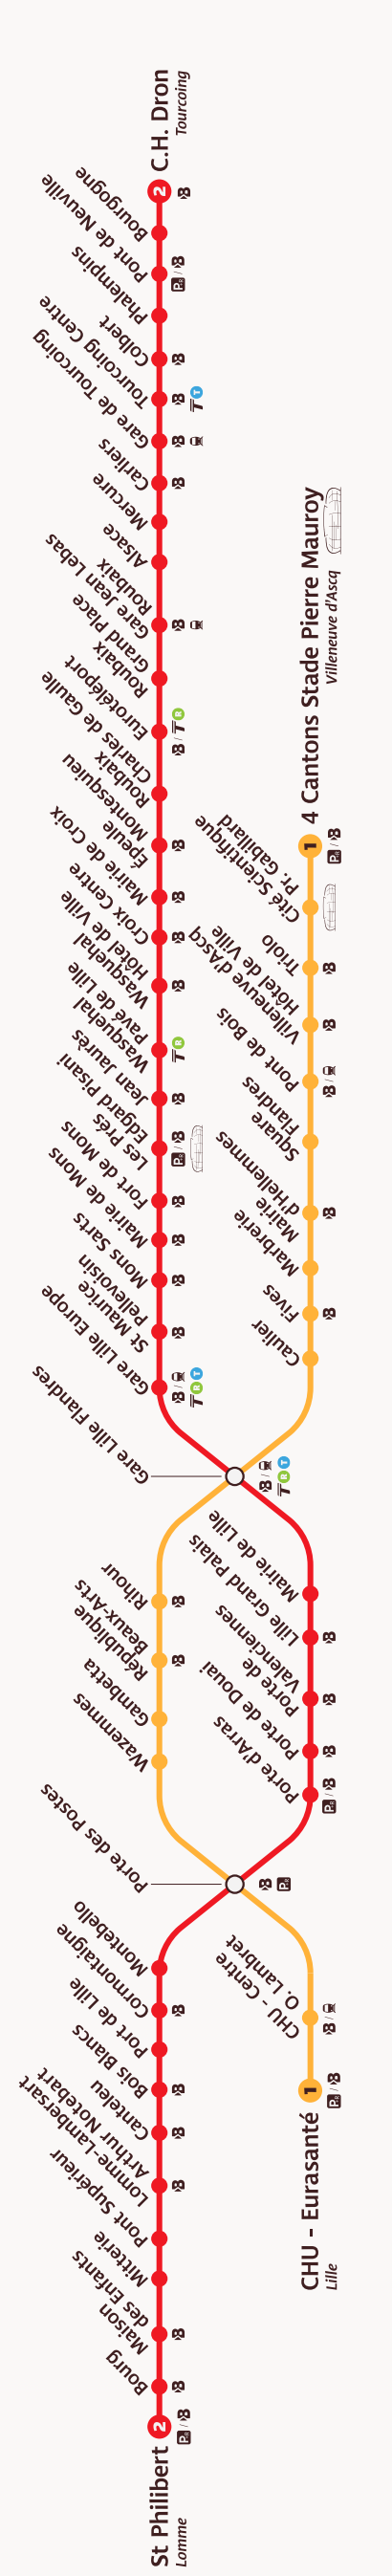 St Philibert
Lomme
2
Bourg
Maison
des Enfants
Mitterie
Pont Supérieur
Lomme-Lambersart
Arthur Notebart
Canteleu
Bois Blancs
Port de Lille
Cormontaigne
Montebello
Porte des Postes
Wazemmes
Gambetta
République
Beaux-Arts
Rihour
Gare Lille Flandres
Gare Lille Europe
St Maurice
Pellevoisin
Mons Sarts
Mairie de Mons
Fort de Mons
Les Prés
Edgard Pisani
Jean Jaurès
Wasquehal
Pavé de Lille
Wasquehal
Hôtel de Ville
Croix Centre
Mairie de Croix
Épeule
Montesquieu
Roubaix
Charles de Gaulle
Eurotéléport
Roubaix
Grand Place
Gare Jean Lebas
Roubaix
Alsace
Mercure
Carliers
Gare de Tourcoing
Tourcoing Centre
Colbert
Phalempins
Pont de Neuville
Bourgogne
2
C.H. Dron
Tourcoing
CHU - Eurasanté
Lille
1
CHU - Centre
O. Lambret
Porte d'Arras
Porte de Douai
Porte de
Valenciennes
Lille Grand Palais
Mairie de Lille
Caulier
Fives
Marbrerie
Mairie
d'Hellemmes
Square
Flandres
Pont de Bois
Villeneuve d'Ascq
Hôtel de Ville
Triolo
Cité Scientifique
Pr. Gabillard
1
4 Cantons Stade Pierre Mauroy
Villeneuve d'Ascq